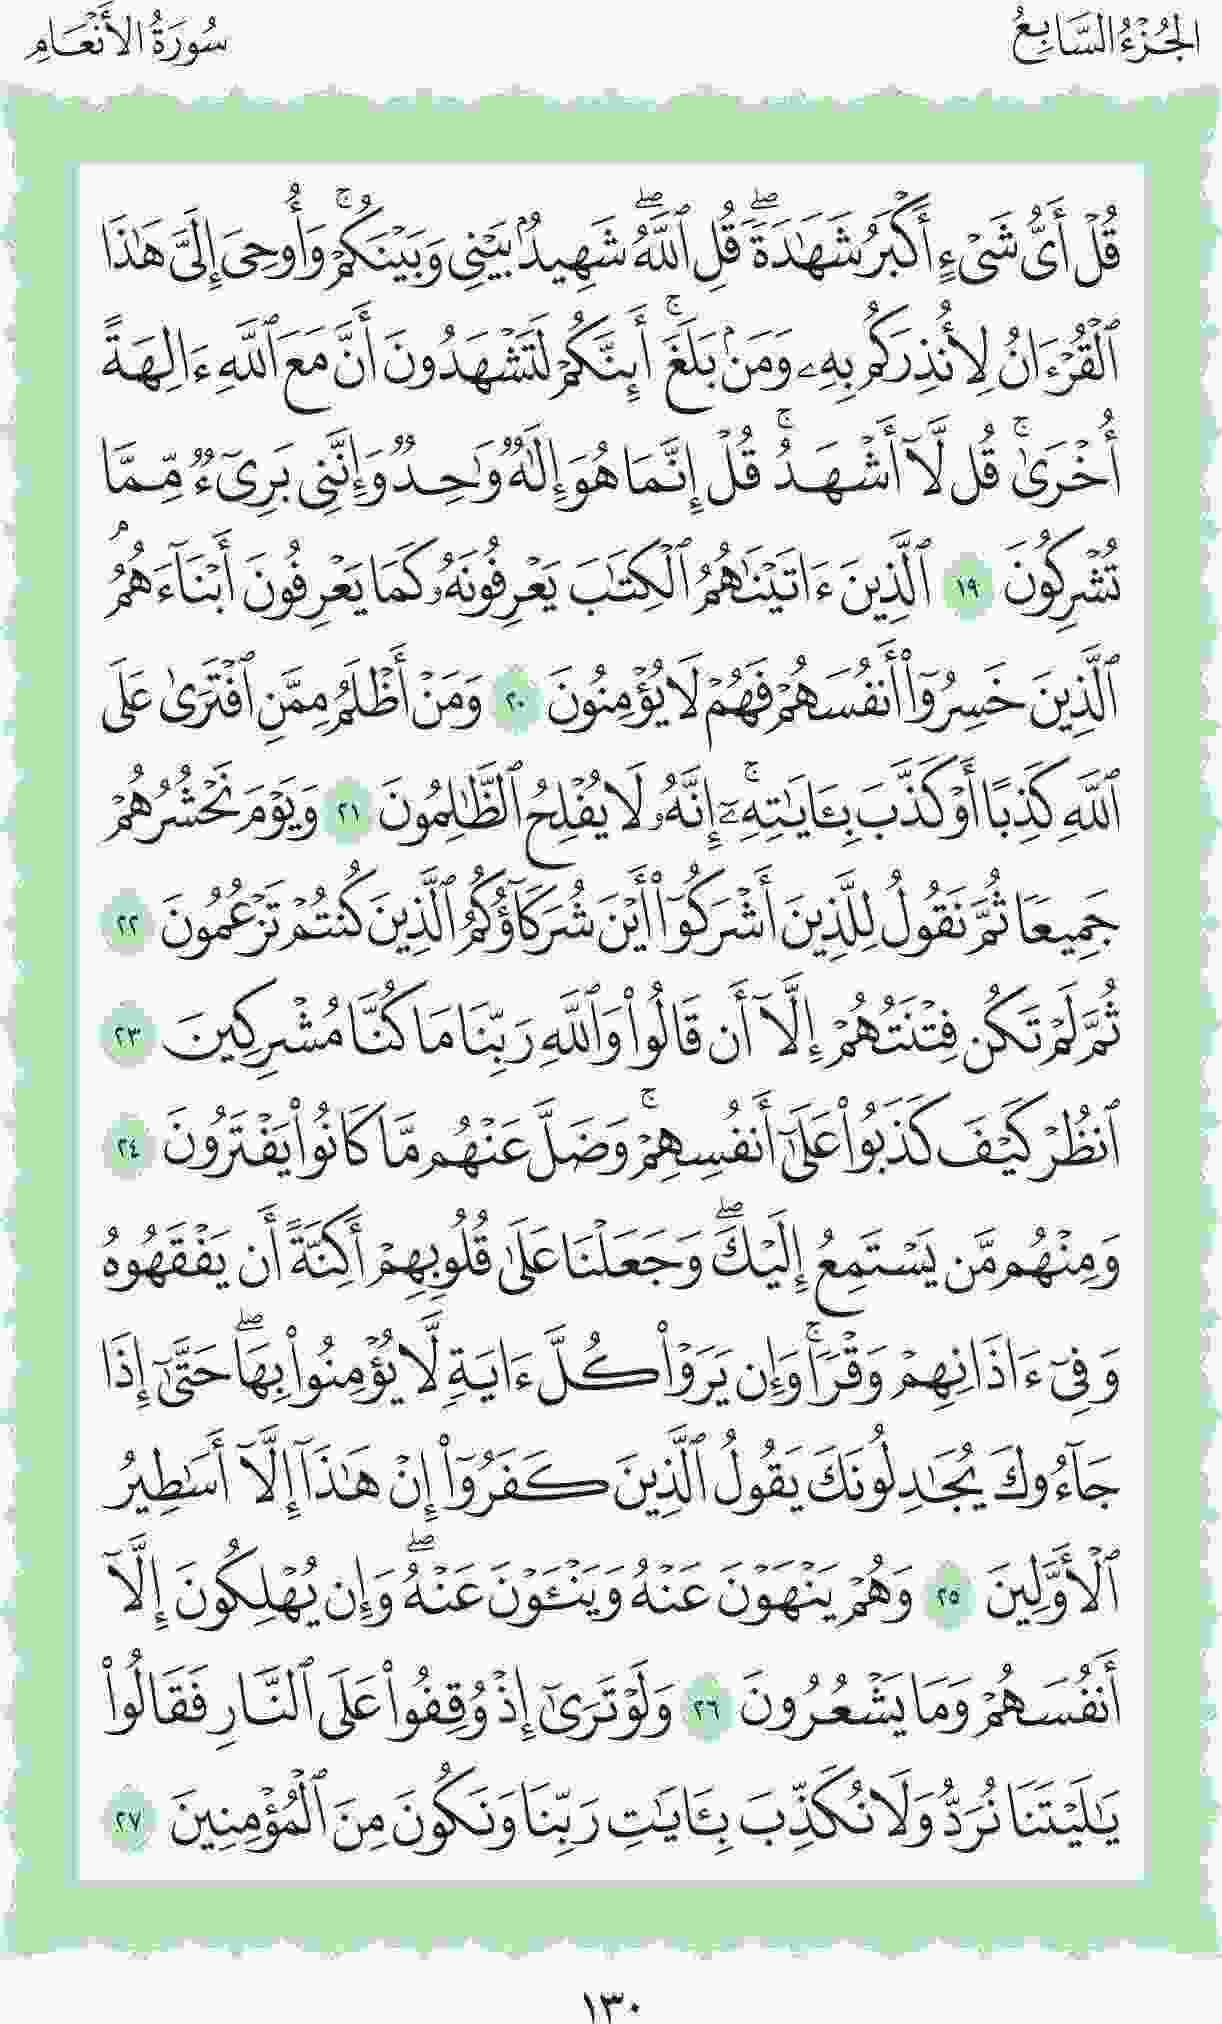 الجزء السابع
سورة الأنعام
قُلْ أَىُّ شَىْءٍ أَكْبَرُ شَهَـٰدَةًۖ قُلِ ٱللَّهُۖ شَهِيدُۢ بَيْنِى وَبَيْنَكُمْۚ وَأُوحِىَ إِلَىَّ هَـٰذَا
ٱلْقُرْءَانُ لِأُنذِرَكُم بِهِۦ وَمَنۢ بَلَغَۚ أَئِنَّكُمْ لَتَشْهَدُونَ أَنَّ مَعَ ٱللَّهِ ءَالِهَةً
أُخْرَىٰۚ قُل لَّآ أَشْهَدُۚ قُلْ إِنَّمَا هُوَ إِلَـٰهٌ وَٰحِدٌ وَإِنَّنِى بَرِىٓءٌ مِّمَّا
تُشْرِكُونَ ١٩ ٱلَّذِينَ ءَاتَيْنَـٰهُمُ ٱلْكِتَـٰبَ يَعْرِفُونَهُۥ كَمَا يَعْرِفُونَ أَبْنَآءَهُمُۘ
ٱلَّذِينَ خَسِرُوٓا۟ أَنفُسَهُمْ فَهُمْ لَا يُؤْمِنُونَ ٢٠ وَمَنْ أَظْلَمُ مِمَّنِ ٱفْتَرَىٰ عَلَى
ٱللَّهِ كَذِبًا أَوْ كَذَّبَ بِـَٔايَـٰتِهِۦٓۚ إِنَّهُۥ لَا يُفْلِحُ ٱلظَّـٰلِمُونَ ٢١ وَيَوْمَ نَحْشُرُهُمْ
جَمِيعًا ثُمَّ نَقُولُ لِلَّذِينَ أَشْرَكُوٓا۟ أَيْنَ شُرَكَآؤُكُمُ ٱلَّذِينَ كُنتُمْ تَزْعُمُونَ ٢٢
ثُمَّ لَمْ تَكُن فِتْنَتُهُمْ إِلَّآ أَن قَالُوا۟ وَٱللَّهِ رَبِّنَا مَا كُنَّا مُشْرِكِينَ ٢٣
ٱنظُرْ كَيْفَ كَذَبُوا۟ عَلَىٰٓ أَنفُسِهِمْۚ وَضَلَّ عَنْهُم مَّا كَانُوا۟ يَفْتَرُونَ ٢٤
وَمِنْهُم مَّن يَسْتَمِعُ إِلَيْكَۖ وَجَعَلْنَا عَلَىٰ قُلُوبِهِمْ أَكِنَّةً أَن يَفْقَهُوهُ
وَفِىٓ ءَاذَانِهِمْ وَقْرًاۚ وَإِن يَرَوْا۟ كُلَّ ءَايَةٍ لَّا يُؤْمِنُوا۟ بِهَاۖ حَتَّىٰٓ إِذَا
جَآءُوكَ يُجَـٰدِلُونَكَ يَقُولُ ٱلَّذِينَ كَفَرُوٓا۟ إِنْ هَـٰذَآ إِلَّآ أَسَـٰطِيرُ
ٱلْأَوَّلِينَ ٢٥ وَهُمْ يَنْهَوْنَ عَنْهُ وَيَنْـَٔوْنَ عَنْهُۖ وَإِن يُهْلِكُونَ إِلَّآ
أَنفُسَهُمْ وَمَا يَشْعُرُونَ ٢٦ وَلَوْ تَرَىٰٓ إِذْ وُقِفُوا۟ عَلَى ٱلنَّارِ فَقَالُوا۟
يَـٰلَيْتَنَا نُرَدُّ وَلَا نُكَذِّبَ بِـَٔايَـٰتِ رَبِّنَا وَنَكُونَ مِنَ ٱلْمُؤْمِنِينَ ٢٧
١٣٠